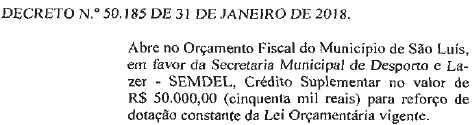 DECRETO N.º 50.185 DE 31 DE JANEIRO DE 2018.
Abre no Orçamento Fiscal do Município de São Luís,
em favor da Secretaria Municipal de Desporto e La-
zer - SEMDEL, Crédito Suplementar no valor de
R$ 50.000,00 (cinquenta mil reais) para reforço de
dotação constante da Lei Orçamentária vigente.